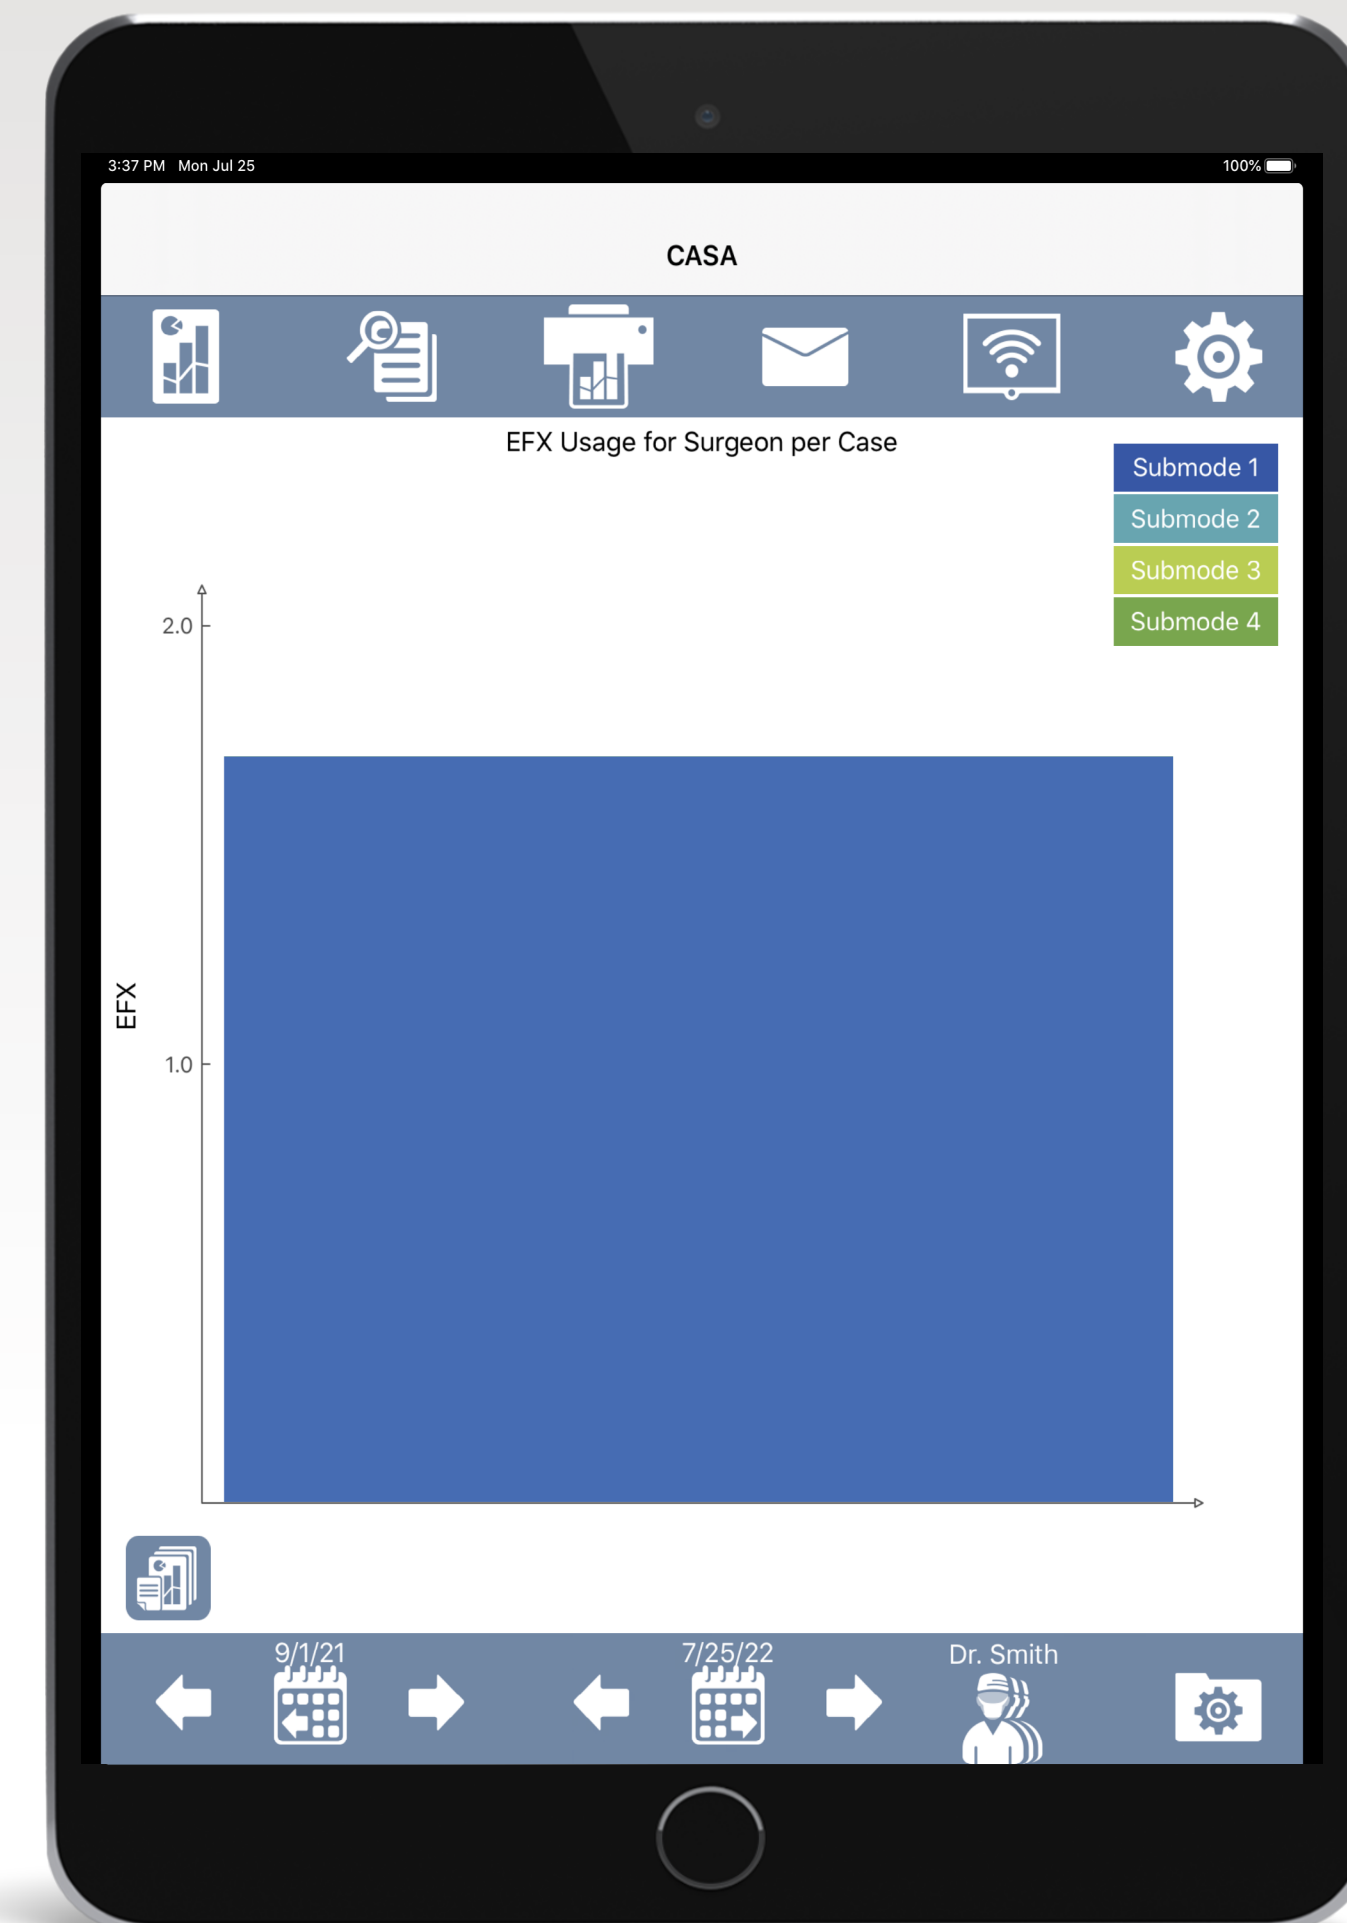 3:37 PM Mon Jul 25 100%
CASA
EFX Usage for Surgeon per Case
Submode 1
Submode 2
Submode 3
Submode 4
2.0
EFX
1.0
9/1/21 7/25/22 Dr. Smith